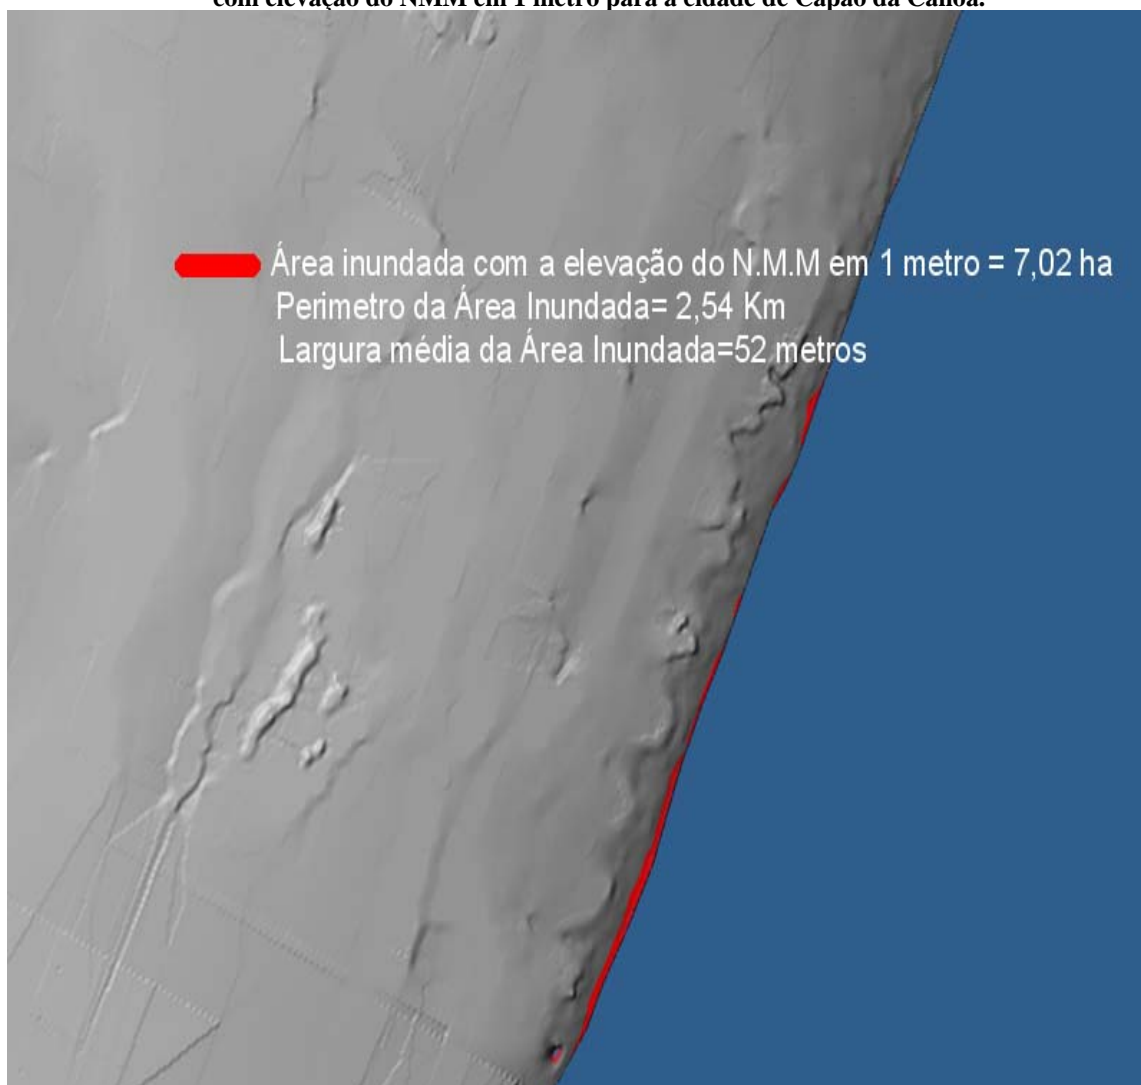 com elevação do NMM em 1 metro para a cidade de Capão da Canoa.
Área inundada com a elevação do N.M.M em 1 metro = 7,02 ha
Perimetro da Área Inundada= 2,54 Km
Largura média da Área Inundada=52 metros